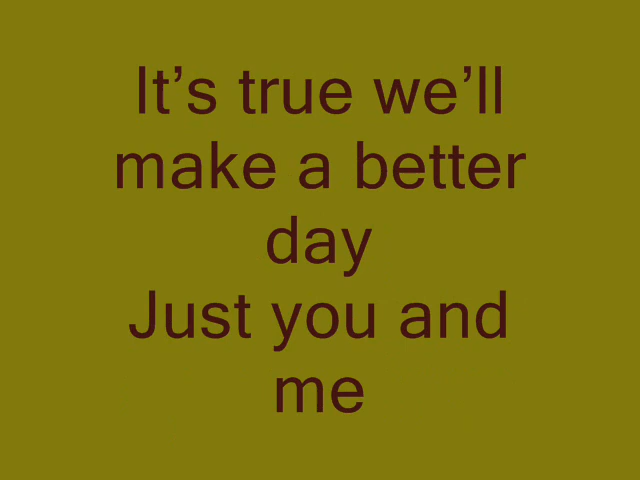 It’s true we’ll
make a better
day
Just you and
me